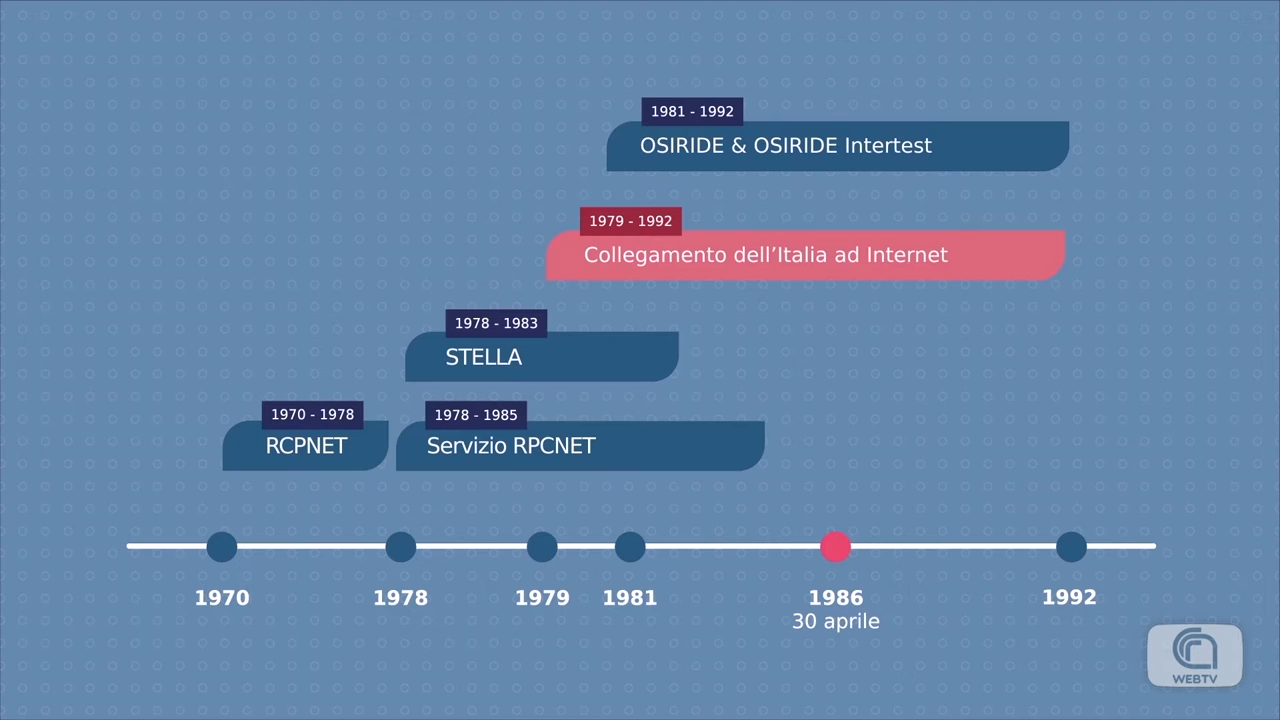 1981 - 1992
OSIRIDE & OSIRIDE Intertest
1979 - 1992
Collegamento dell’Italia ad Internet
1978 - 1983
STELLA
1970 - 1978
RCPNET
1978 - 1985
Servizio RPCNET
1970
1978
1979
1981
1986
30 aprile
1992
WEBTV